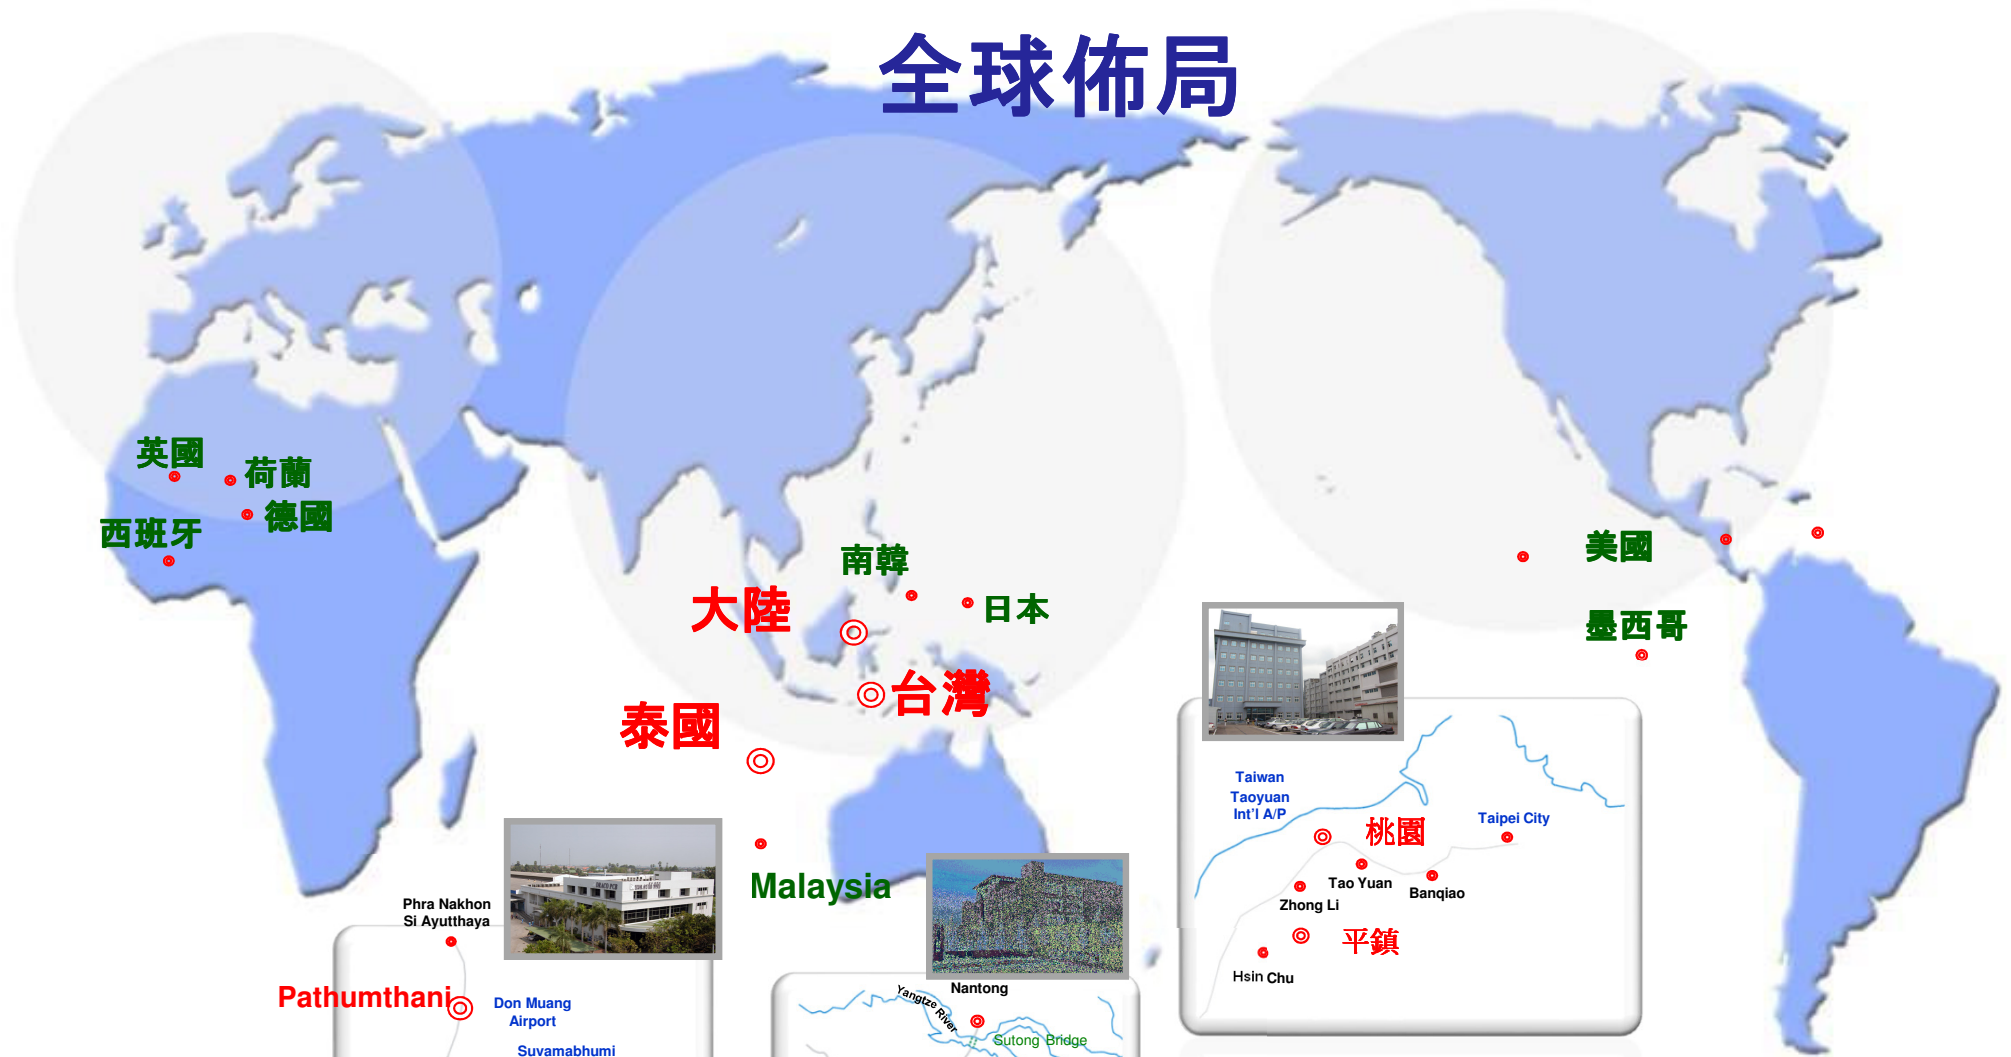 全球佈局
英國
荷蘭
德國
西班牙
南韓
日本
大陸
台灣
泰國
Malaysia
美國
墨西哥
Taiwan
Taoyuan
Int'l A/P
Taipei City
桃園
Tao Yuan
Banqiao
Zhong Li
平鎮
Hsin Chu
Phra Nakhon
Si Ayutthaya
Pathumthani
Don Muang
Airport
Suvarnabhumi
Nantong
Yangtze River
Sutong Bridge